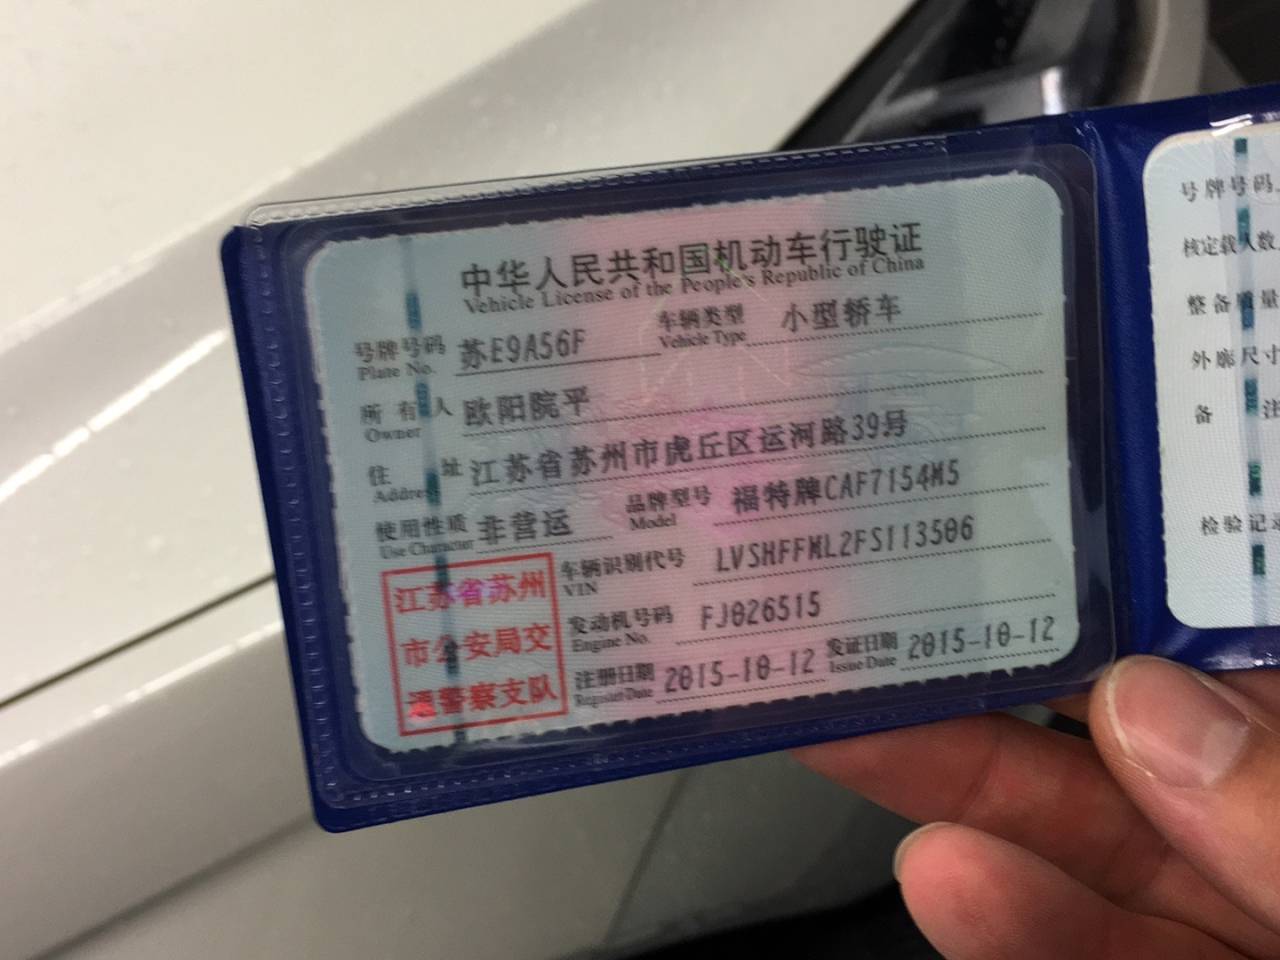 中华人民共和国机动车行驶证
Vehicle License of the People's Republic of China
号牌号码 苏E9A56F 车辆类型 小型轿车
Plate No. Vehicle Type
所有人 欧阳院平
Owner
住址 江苏省苏州市虎丘区运河路39号
Address
使用性质 非营运 品牌型号 福特牌CAF7154M5
Use Character Model
江苏省苏州
市公安局交
通警察支队
车辆识别代号 LVSHFFML2FS113506
VIN
发动机号码 FJ026515
Engine No.
注册日期 2015-10-12 发证日期 2015-10-12
Register Date Issue Date
号牌号码
核定载人数
整备质量
外廓尺寸
备注
检验记